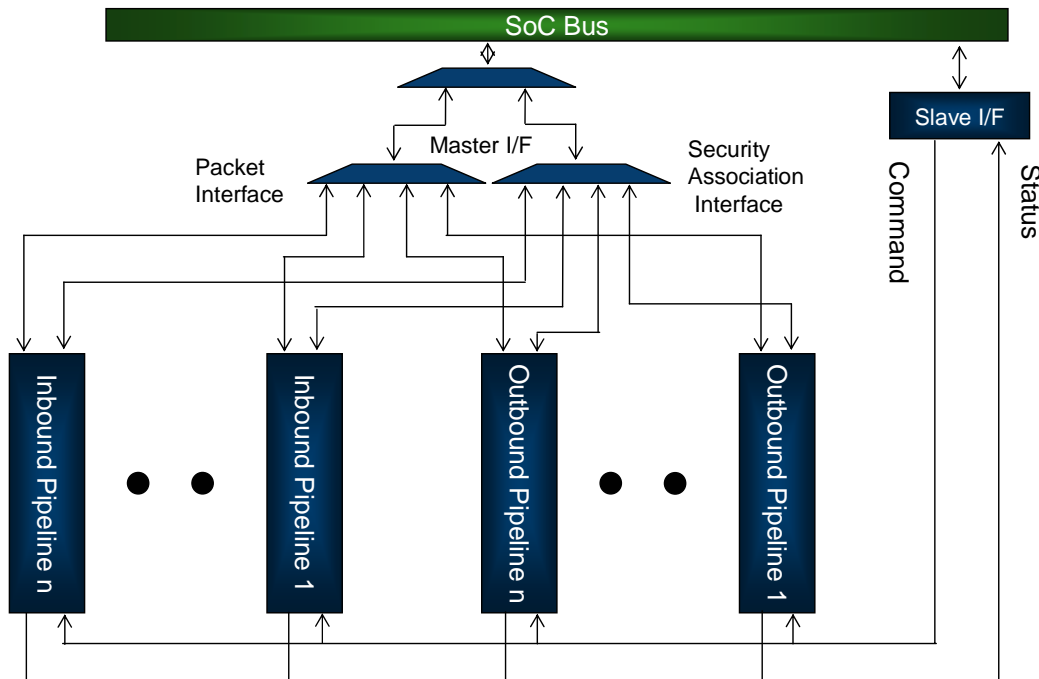 SoC Bus
Slave I/F
Master I/F
Packet
Interface
Security
Association
Interface
Command
Status
Inbound Pipeline n
Inbound Pipeline 1
Outbound Pipeline n
Outbound Pipeline 1